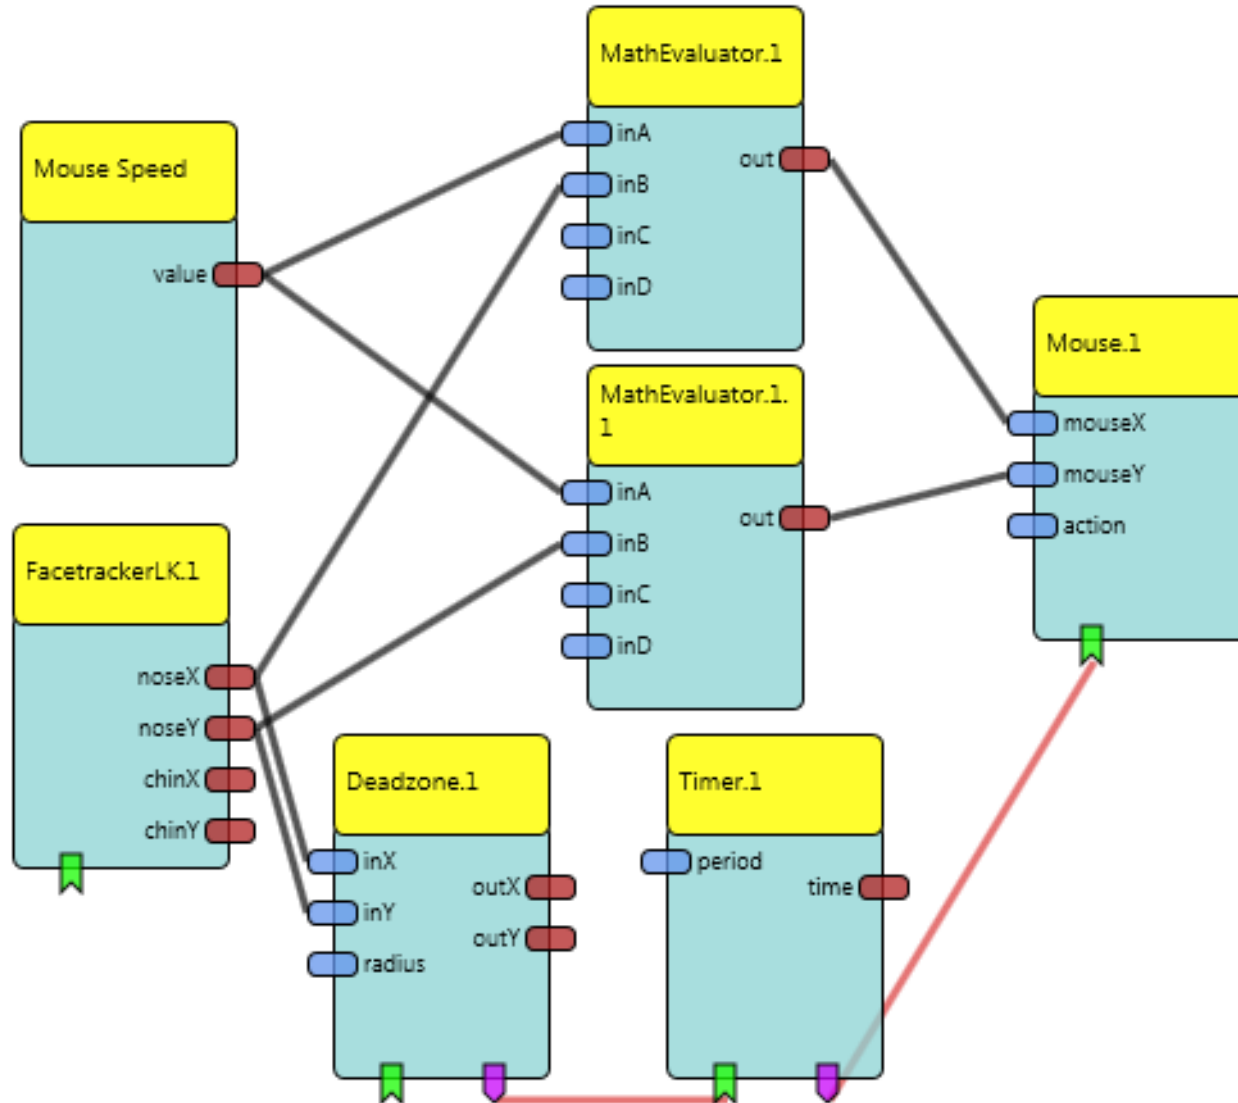 MathEvaluator.1
inA
out
inB
inC
inD
Mouse Speed
value
MathEvaluator.1.
1
inA
out
inB
inC
inD
Mouse.1
mouseX
mouseY
action
FacetrackerLK.1
noseX
noseY
chinX
chinY
Deadzone.1
inX
outX
inY
outY
radius
Timer.1
period
time